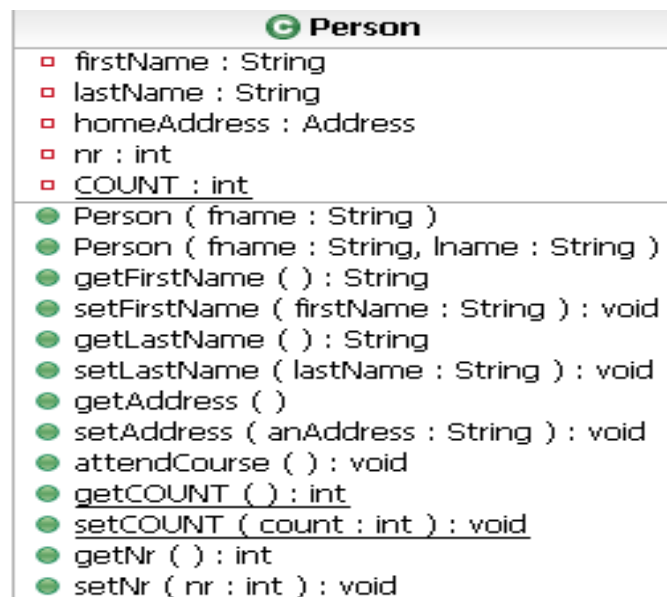 C Person
firstName : String
lastName : String
homeAddress : Address
nr : int
COUNT : int
Person ( fname : String )
Person ( fname : String, lname : String )
getFirstName ( ) : String
setFirstName ( firstName : String ) : void
getLastName ( ) : String
setLastName ( lastName : String ) : void
getAddress ( )
setAddress ( anAddress : String ) : void
attendCourse ( ) : void
getCOUNT ( ) : int
setCOUNT ( count : int ) : void
getNr ( ) : int
setNr ( nr : int ) : void